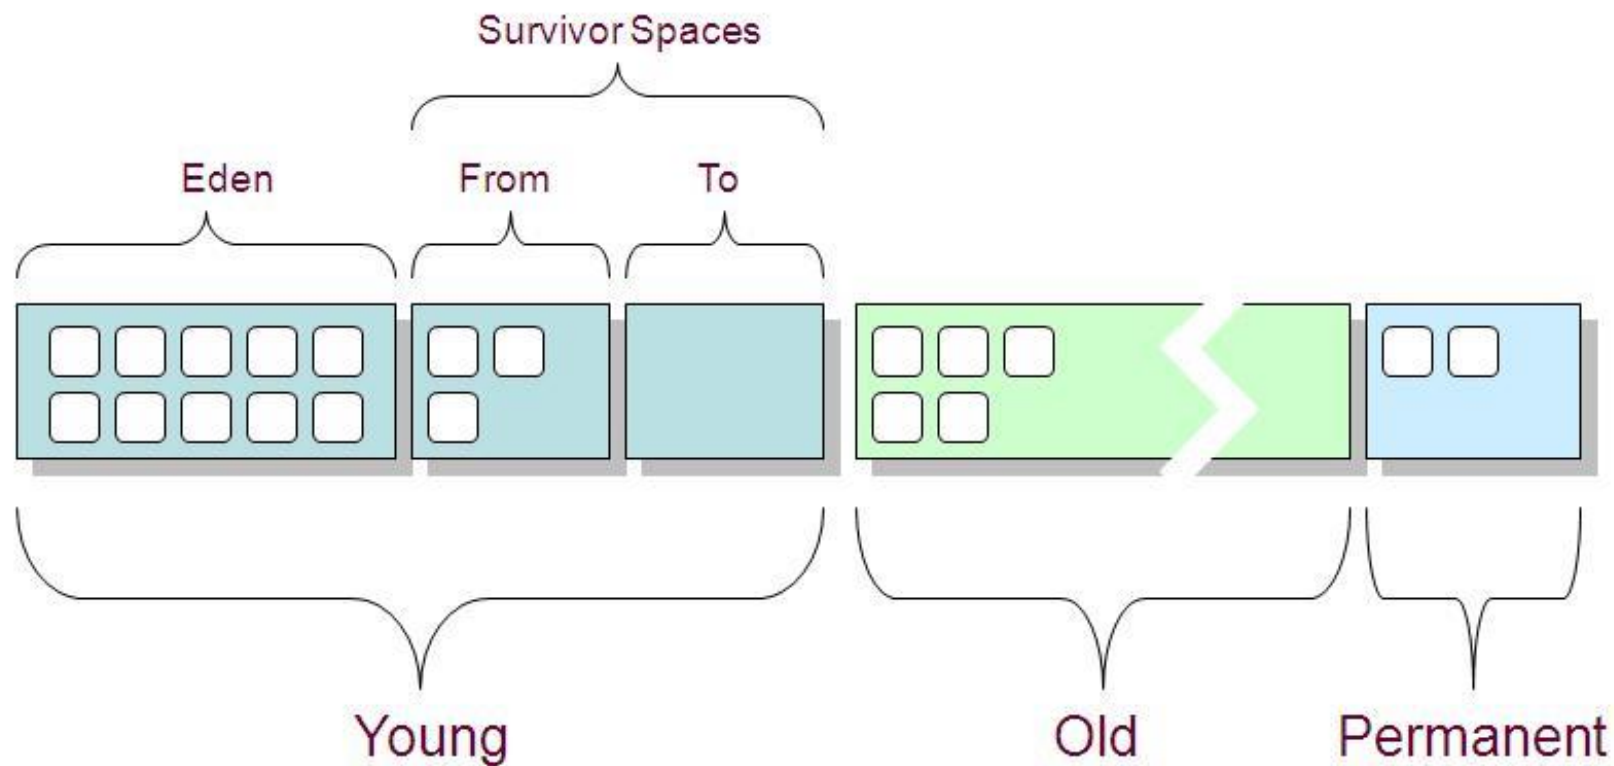 Survivor Spaces
Eden
From
To
Young
Old
Permanent